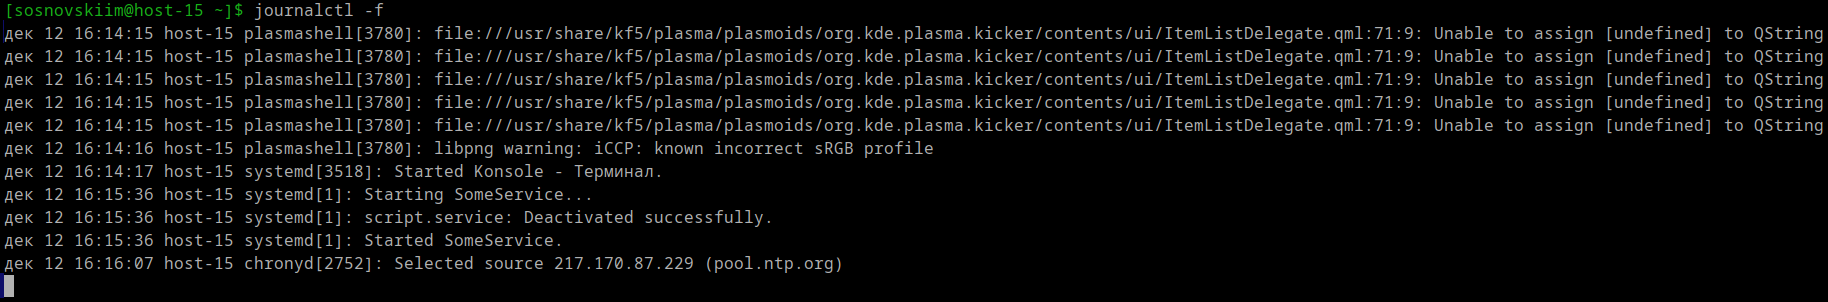 [sosnovskiim@host-15 ~]$ journalctl -f
дек 12 16:14:15 host-15 plasmashell[3780]: file:///usr/share/kf5/plasma/plasmoids/org.kde.plasma.kicker/contents/ui/ItemListDelegate.qml:71:9: Unable to assign [undefined] to QString
дек 12 16:14:15 host-15 plasmashell[3780]: file:///usr/share/kf5/plasma/plasmoids/org.kde.plasma.kicker/contents/ui/ItemListDelegate.qml:71:9: Unable to assign [undefined] to QString
дек 12 16:14:15 host-15 plasmashell[3780]: file:///usr/share/kf5/plasma/plasmoids/org.kde.plasma.kicker/contents/ui/ItemListDelegate.qml:71:9: Unable to assign [undefined] to QString
дек 12 16:14:15 host-15 plasmashell[3780]: file:///usr/share/kf5/plasma/plasmoids/org.kde.plasma.kicker/contents/ui/ItemListDelegate.qml:71:9: Unable to assign [undefined] to QString
дек 12 16:14:15 host-15 plasmashell[3780]: file:///usr/share/kf5/plasma/plasmoids/org.kde.plasma.kicker/contents/ui/ItemListDelegate.qml:71:9: Unable to assign [undefined] to QString
дек 12 16:14:16 host-15 plasmashell[3780]: libpng warning: iCCP: known incorrect sRGB profile
дек 12 16:14:17 host-15 systemd[3518]: Started Konsole - Терминал.
дек 12 16:15:36 host-15 systemd[1]: Starting SomeService...
дек 12 16:15:36 host-15 systemd[1]: script.service: Deactivated successfully.
дек 12 16:15:36 host-15 systemd[1]: Started SomeService.
дек 12 16:16:07 host-15 chronyd[2752]: Selected source 217.170.87.229 (pool.ntp.org)